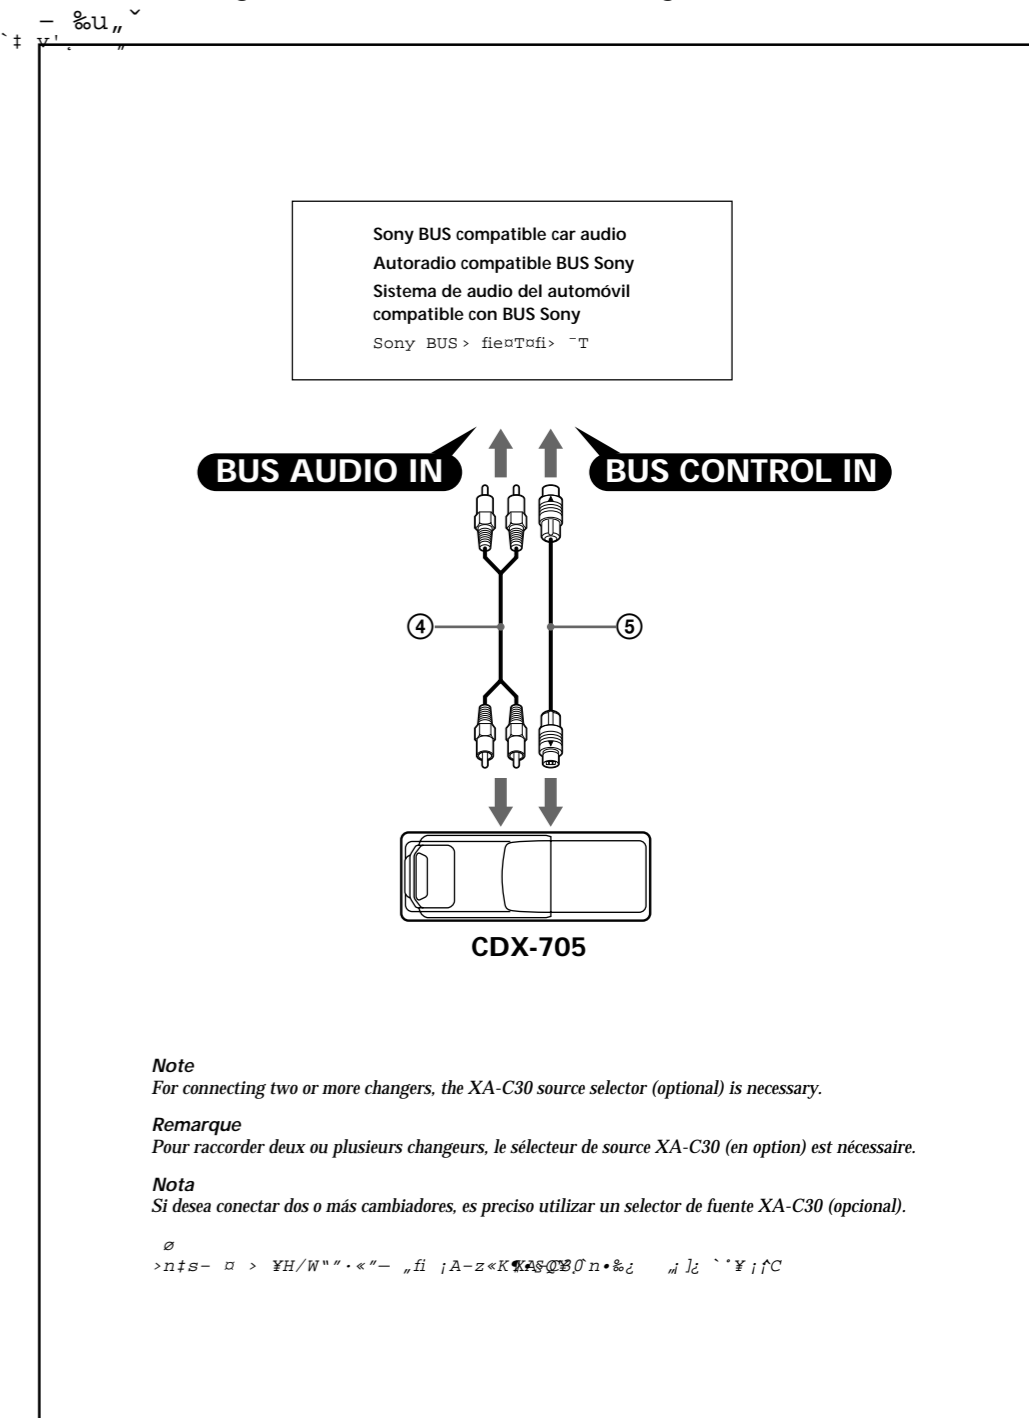 Sony BUS compatible car audio
Autoradio compatible BUS Sony
Sistema de audio del automóvil
compatible con BUS Sony
Sony BUS› fie¤T¤fi› ¯T
BUS AUDIO IN
BUS CONTROL IN
4
5
CDX-705
Note
For connecting two or more changers, the XA-C30 source selector (optional) is necessary.
Remarque
Pour raccorder deux ou plusieurs changeurs, le sélecteur de source XA-C30 (en option) est nécessaire.
Nota
Si desea conectar dos o más cambiadores, es preciso utilizar un selector de fuente XA-C30 (opcional).